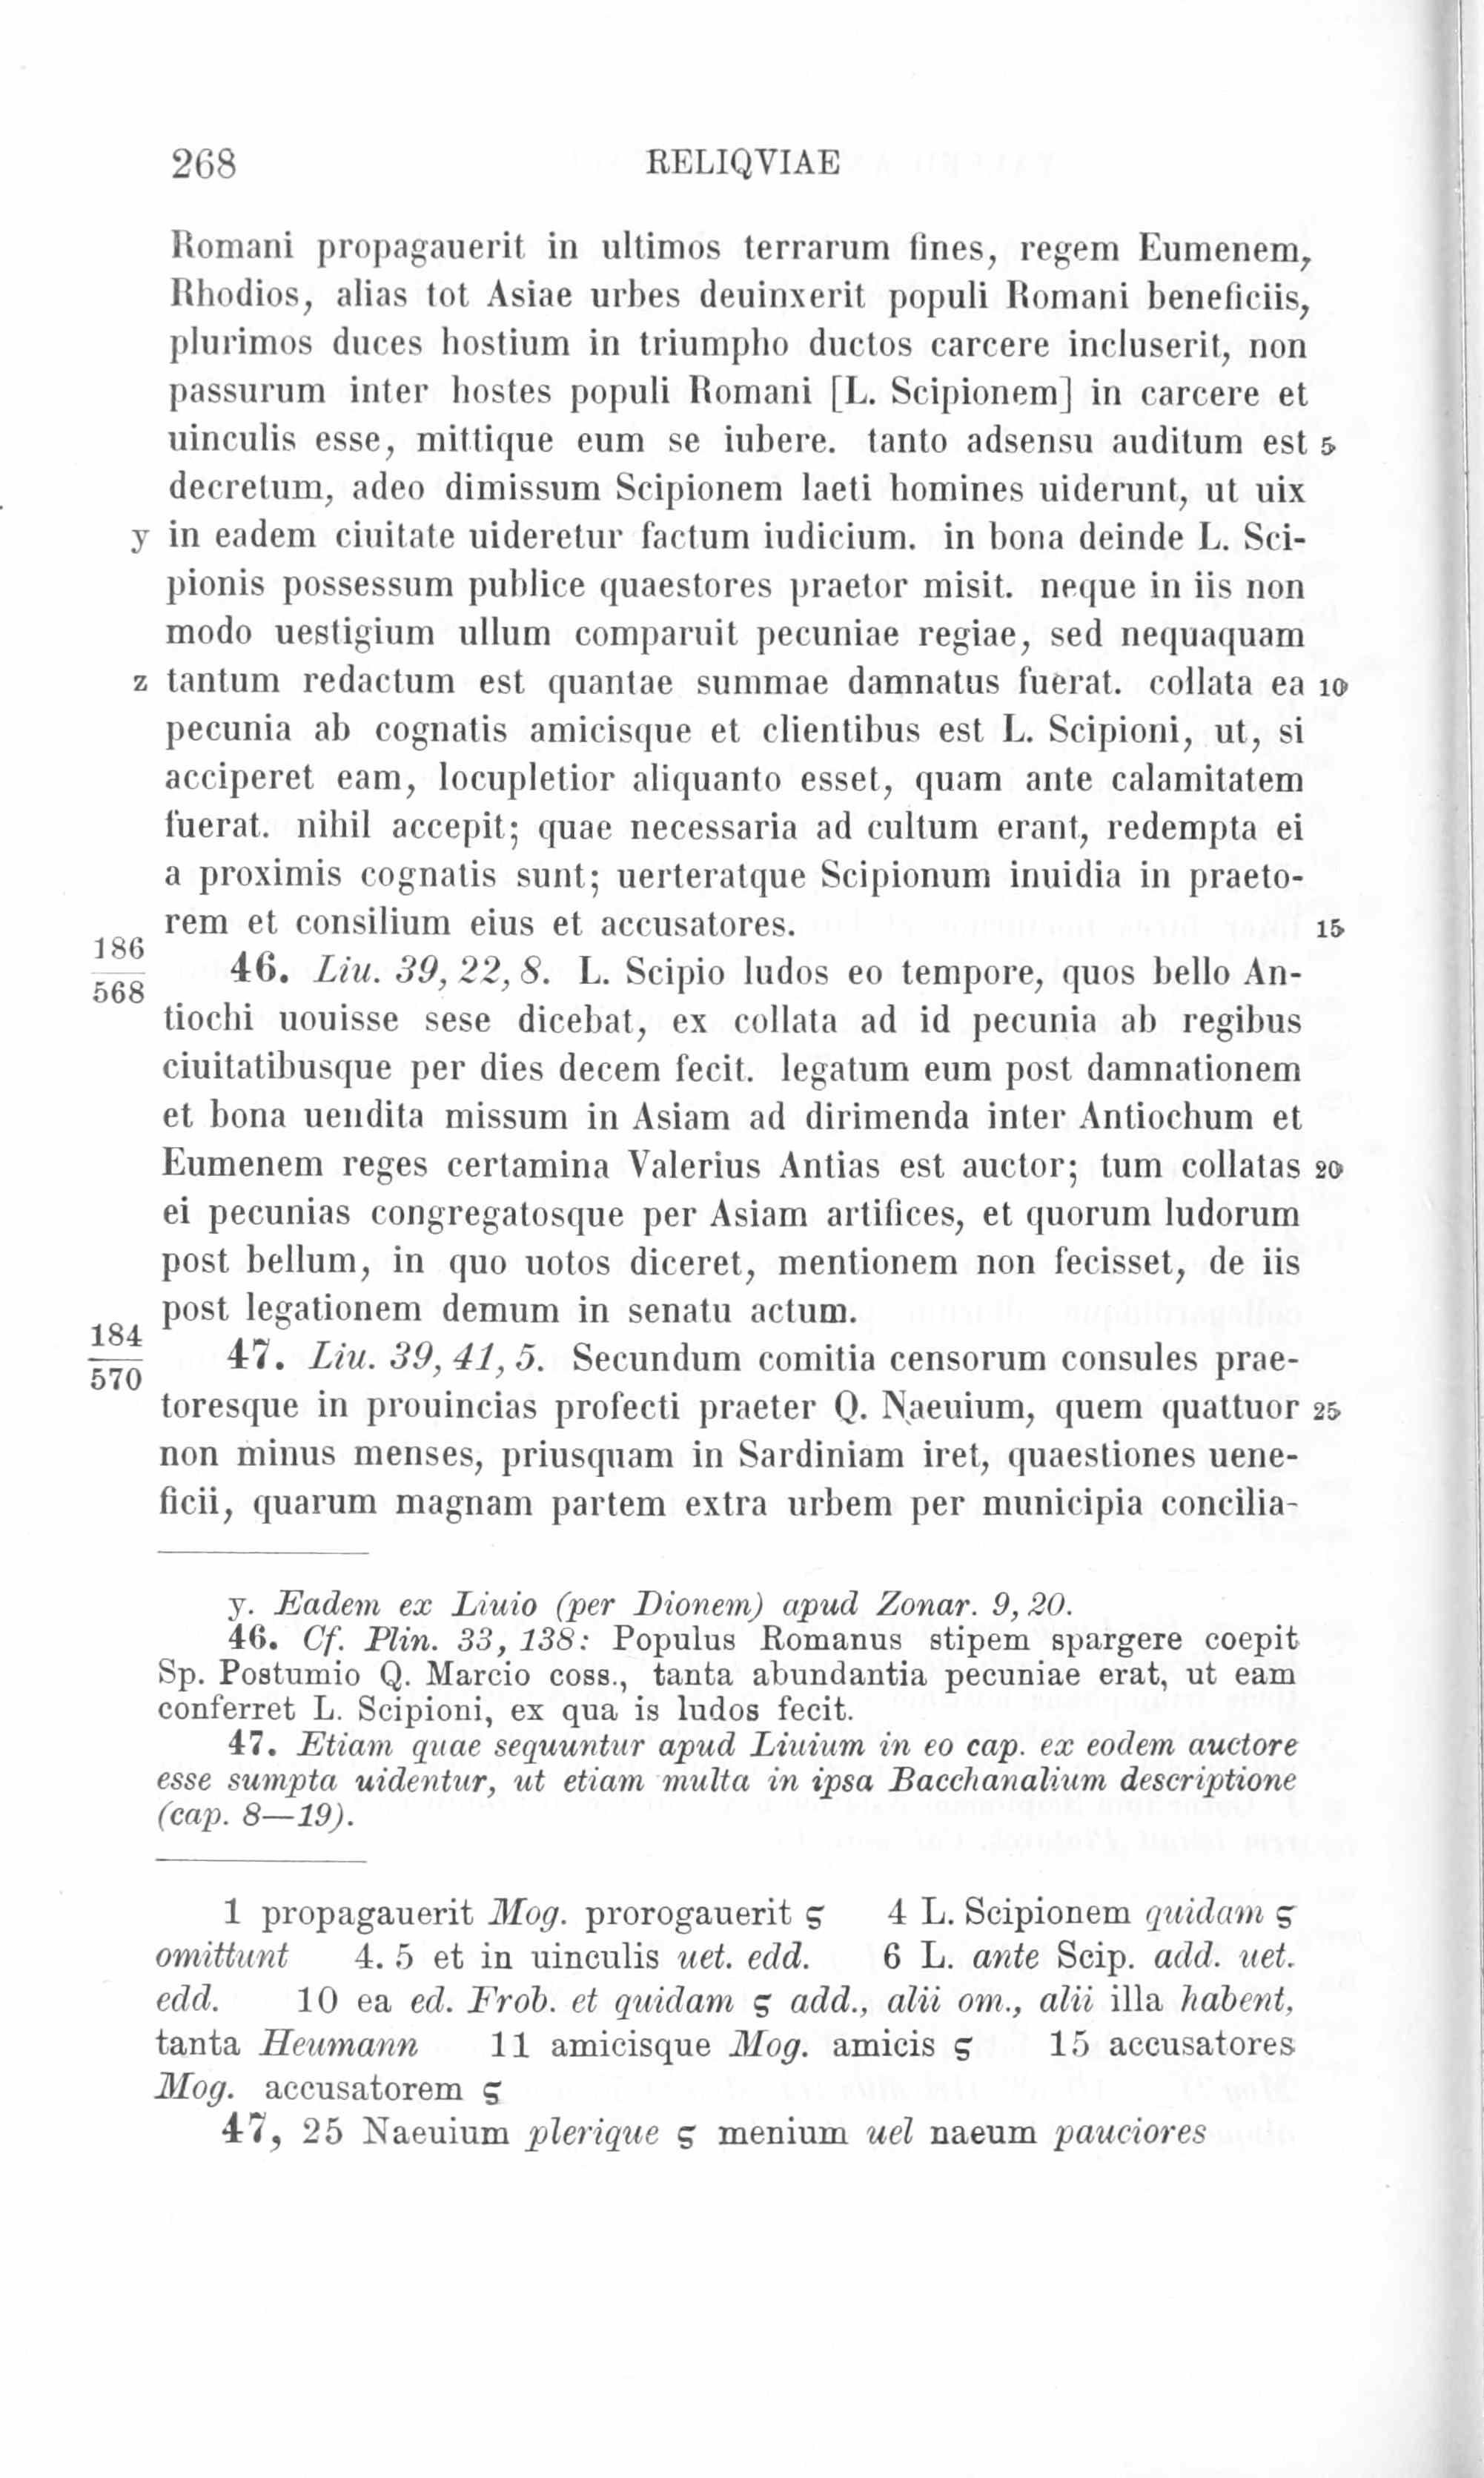 268 RELIQVIAE
Romani propagauerit in ultimos terrarum fines, regem Eumenem,
Rhodios, alias tot Asiae urbes deuinxerit populi Romani beneficiis,
plurimos duces hostium in triumpho ductos carcere incluserit, non
passurum inter hostes populi Romani [L. Scipionem] in carcere et
uinculis esse, mittique eum se iubere. tanto adsensu auditum est 5
decretum, adeo dimissum Scipionem laeti homines uiderunt, ut uix
y in eadem ciuitate uideretur factum iudicium. in bona deinde L. Sci-
pionis possessum publice quaestores praetor misit. neque in iis non
modo uestigium ullum comparuit pecuniae regiae, sed nequaquam
z tantum redactum est quantae summae damnatus fuerat. collata ea 10
pecunia ab cognatis amicisque et clientibus est L. Scipioni, ut, si
acciperet eam, locupletior aliquanto esset, quam ante calamitatem
fuerat. nihil accepit; quae necessaria ad cultum erant, redempta ei
a proximis cognatis sunt; uerteratque Scipionum inuidia in praeto-
rem et consilium eius et accusatores. 15
186
568
46. Liu. 39, 22, 8. L. Scipio ludos eo tempore, quos bello An-
tiochi uouisse sese dicebat, ex collata ad id pecunia ab regibus
ciuitatibusque per dies decem fecit. legatum eum post damnationem
et bona uendita missum in Asiam ad dirimenda inter Antiochum et
Eumenem reges certamina Valerius Antias est auctor; tum collatas 20
ei pecunias congregatosque per Asiam artifices, et quorum ludorum
post bellum, in quo uotos diceret, mentionem non fecisset, de iis
post legationem demum in senatu actum.
184
570
47. Liu. 39, 41, 5. Secundum comitia censorum consules prae-
toresque in prouincias profecti praeter Q. Naeuium, quem quattuor 25
non minus menses, priusquam in Sardiniam iret, quaestiones uene-
ficii, quarum magnam partem extra urbem per municipia concilia-
y. Eadem ex Liuio (per Dionem) apud Zonar. 9, 20.
46. Cf. Plin. 33, 138: Populus Romanus stipem spargere coepit
Sp. Postumio Q. Marcio coss., tanta abundantia pecuniae erat, ut eam
conferret L. Scipioni, ex qua is ludos fecit.
47. Etiam quae sequuntur apud Liuium in eo cap. ex eodem auctore
esse sumpta uidentur, ut etiam multa in ipsa Bacchanalium descriptione
(cap. 8—19).
1 propagauerit Mog. prorogauerit ϛ 4 L. Scipionem quidam ϛ
omittunt 4. 5 et in uinculis uet. edd. 6 L. ante Scip. add. uet.
edd. 10 ea ed. Frob. et quidam ϛ add., alii om., alii illa habent,
tanta Heumann 11 amicisque Mog. amicis ϛ 15 accusatores
Mog. accusatorem ϛ
47, 25 Naeuium plerique ϛ menium uel naeum pauciores